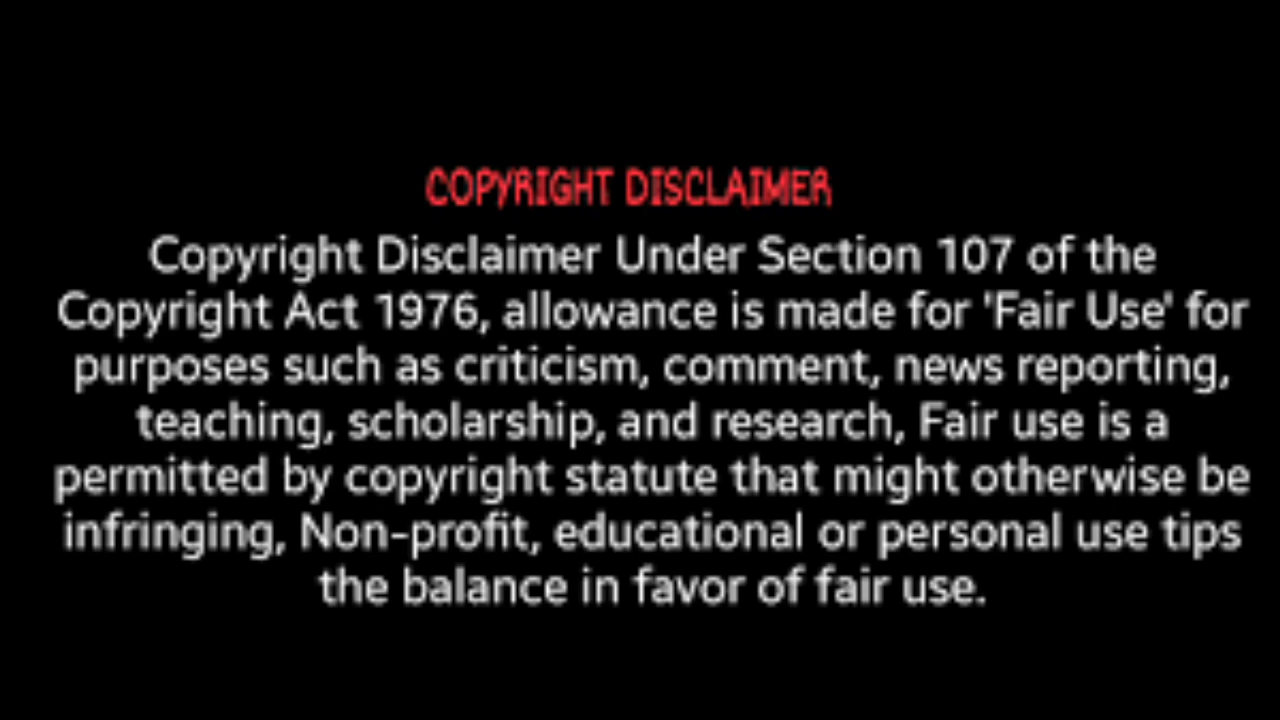 COPYRIGHT DISCLAIMER
Copyright Disclaimer Under Section 107 of the
Copyright Act 1976, allowance is made for 'Fair Use' for
purposes such as criticism, comment, news reporting,
teaching, scholarship, and research, Fair use is a
permitted by copyright statute that might otherwise be
infringing, Non-profit, educational or personal use tips
the balance in favor of fair use.